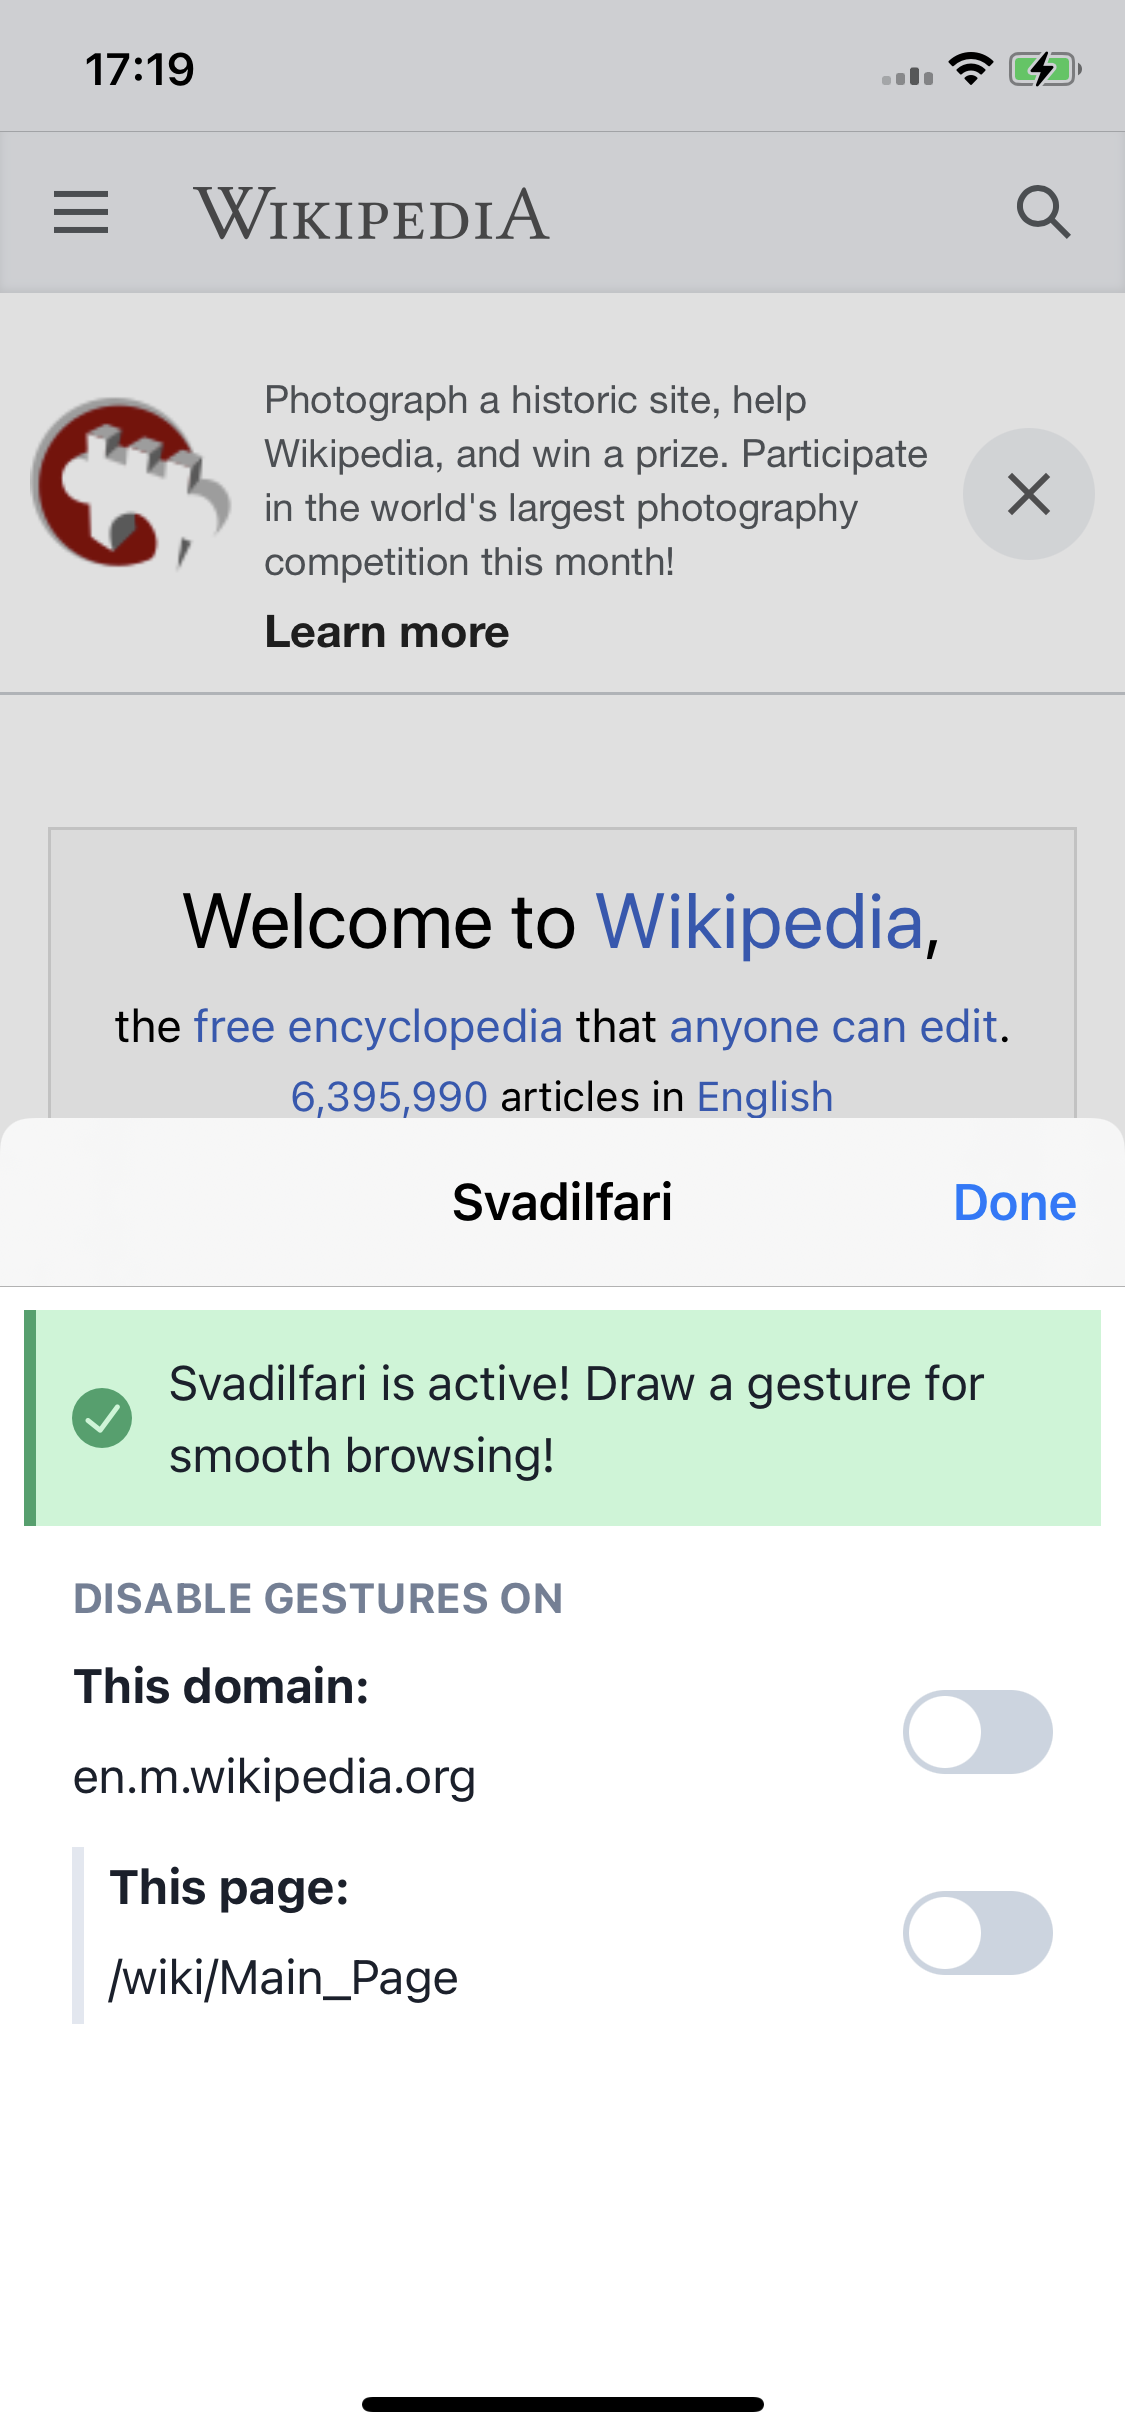 17:19
WIKIPEDIA
Photograph a historic site, help
Wikipedia, and win a prize. Participate
in the world's largest photography
competition this month!
Learn more
Welcome to Wikipedia,
the free encyclopedia that anyone can edit.
6,395,990 articles in English
Svadilfari
Done
Svadilfari is active! Draw a gesture for
smooth browsing!
DISABLE GESTURES ON
This domain:
en.m.wikipedia.org
This page:
/wiki/Main_Page